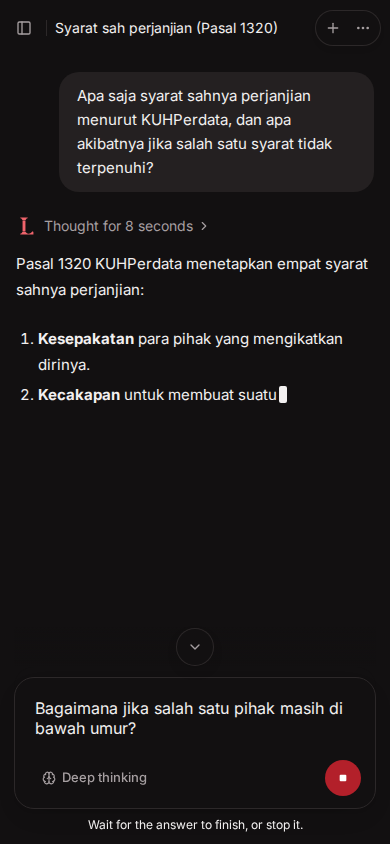 Syarat sah perjanjian (Pasal 1320)
Apa saja syarat sahnya perjanjian
menurut KUHPerdata, dan apa
akibatnya jika salah satu syarat tidak
terpenuhi?
L Thought for 8 seconds
Pasal 1320 KUHPerdata menetapkan empat syarat
sahnya perjanjian:
1. Kesepakatan para pihak yang mengikatkan
dirinya.
2. Kecakapan untuk membuat suatu
Bagaimana jika salah satu pihak masih di
bawah umur?
Deep thinking
Wait for the answer to finish, or stop it.